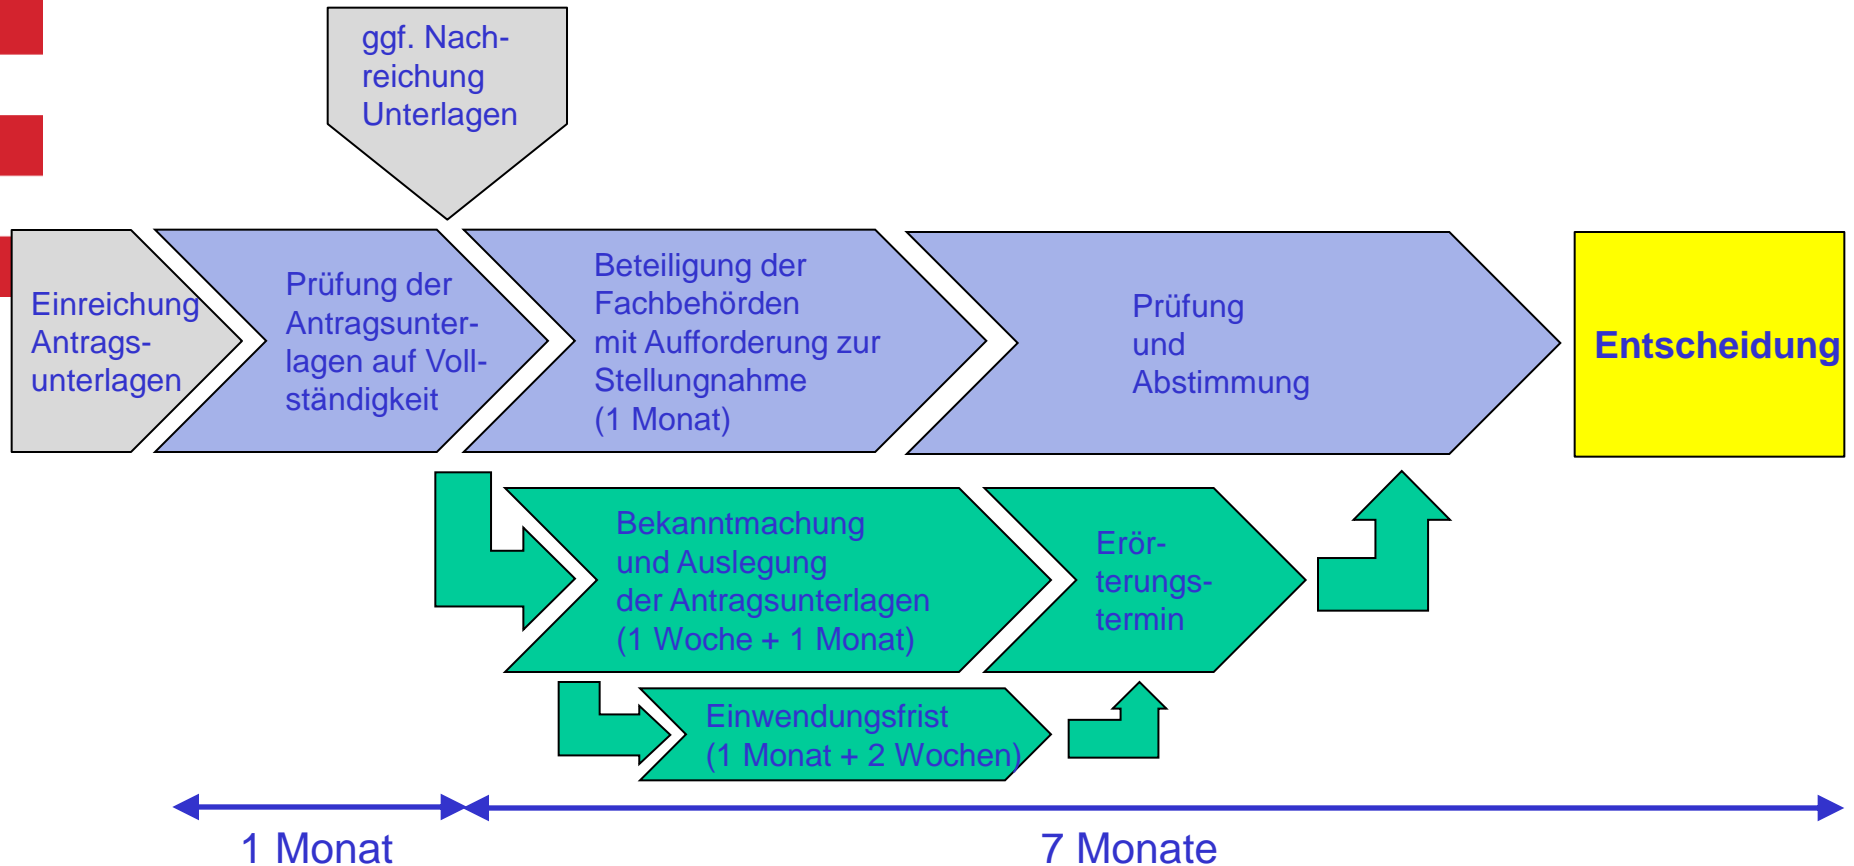 ggf. Nach-
reichung
Unterlagen
Einreichung
Antrags-
unterlagen
Prüfung der
Antragsunter-
lagen auf Voll-
ständigkeit
Beteiligung der
Fachbehörden
mit Aufforderung zur
Stellungnahme
(1 Monat)
Prüfung
und
Abstimmung
Entscheidung
Bekanntmachung
und Auslegung
der Antragsunterlagen
(1 Woche + 1 Monat)
Erör-
terungs-
termin
Einwendungsfrist
(1 Monat + 2 Wochen)
1 Monat
7 Monate